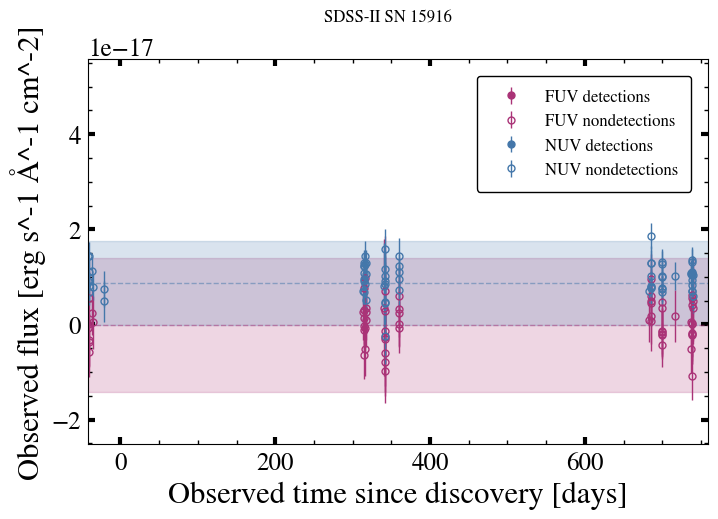 SDSS-II SN 15916
1e−17
FUV detections
FUV nondetections
NUV detections
NUV nondetections
4
2
0
−2
Observed flux [erg s^-1 Å^-1 cm^-2]
0
200
400
600
Observed time since discovery [days]